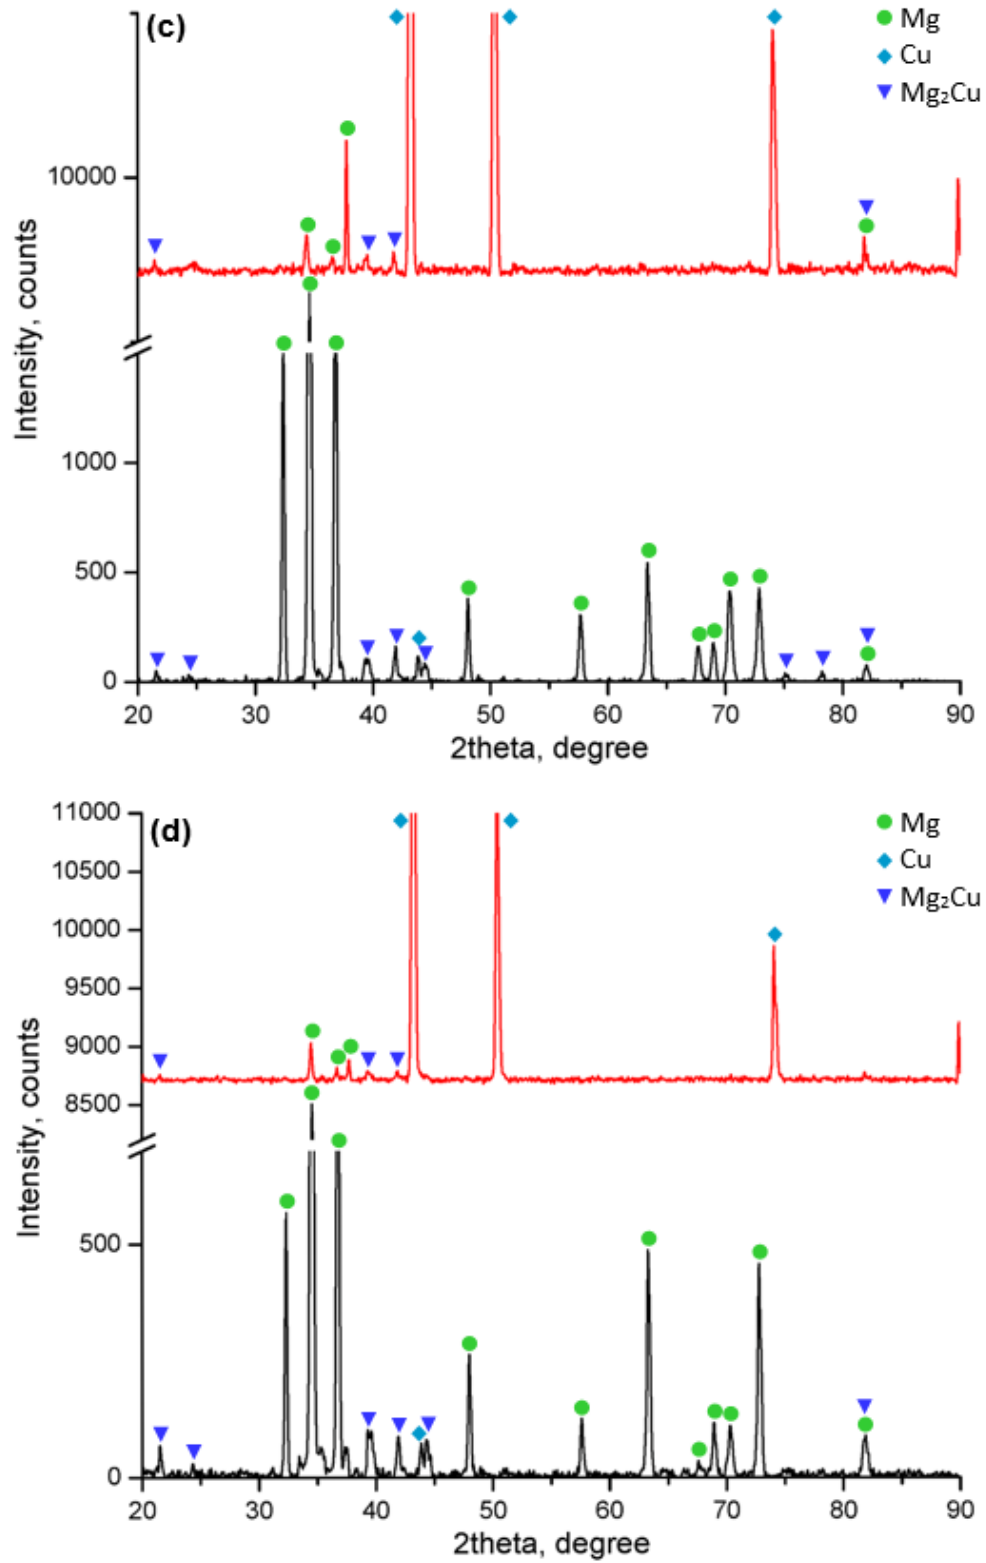 (c)
Mg
Cu
Mg₂Cu
10000
1000
500
0
Intensity, counts
20 30 40 50 60 70 80 90
2theta, degree
(d)
Mg
Cu
Mg₂Cu
11000
10500
10000
9500
9000
8500
500
0
Intensity, counts
20 30 40 50 60 70 80 90
2theta, degree